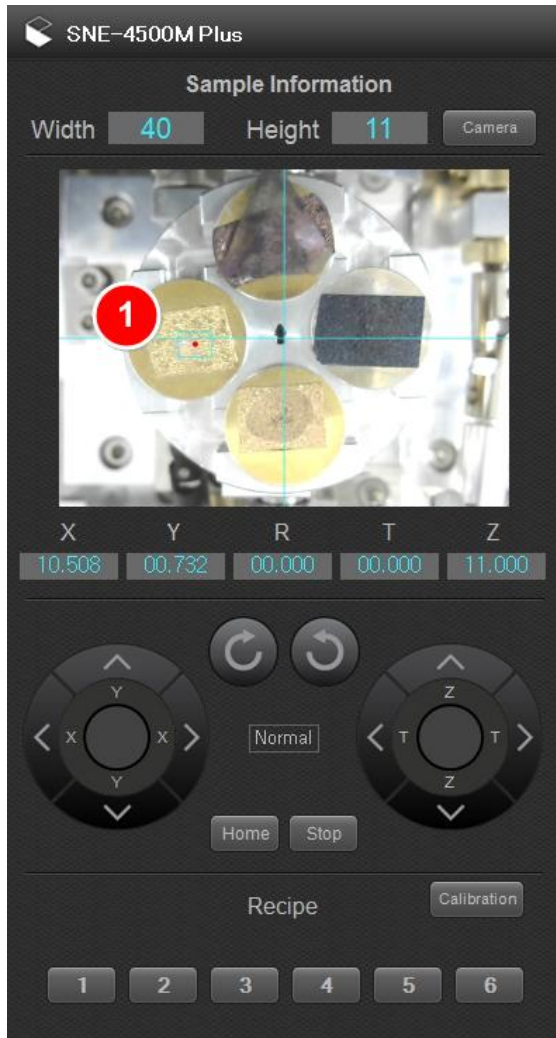 SNE-4500M Plus
Sample Information
Width 40 Height 11 Camera
1
X Y R T Z
10.508 00.732 00.000 00.000 11.000
Y Z
X X Normal T T
Y Z
Home Stop
Recipe Calibration
1 2 3 4 5 6